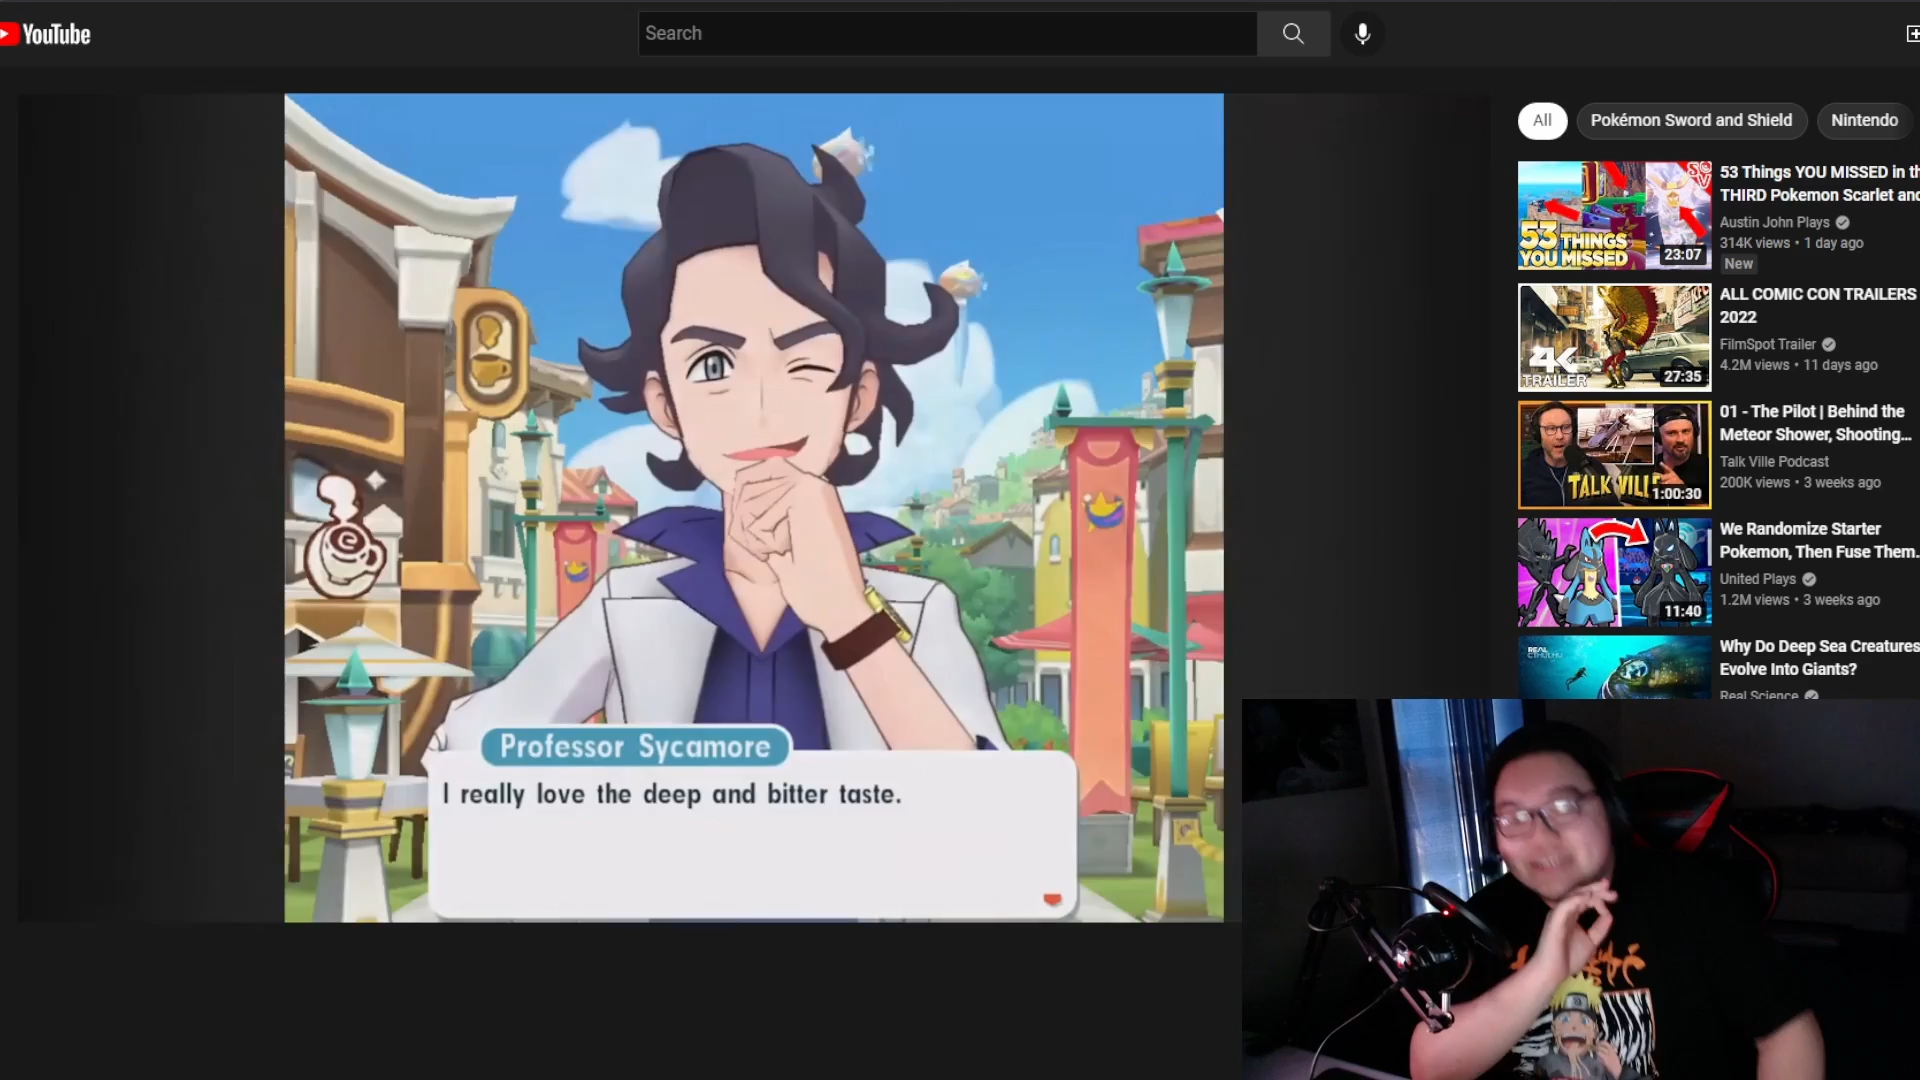 YouTube
Search
All
Pokémon Sword and Shield
Nintendo
53 THINGS
YOU MISSED
23:07
53 Things YOU MISSED in th
THIRD Pokemon Scarlet and
Austin John Plays
314K views • 1 day ago
New
4K
TRAILER
27:35
ALL COMIC CON TRAILERS
2022
FilmSpot Trailer
4.2M views • 11 days ago
TALK VILLE
1:00:30
01 - The Pilot | Behind the
Meteor Shower, Shooting...
Talk Ville Podcast
200K views • 3 weeks ago
11:40
We Randomize Starter
Pokemon, Then Fuse Them...
United Plays
1.2M views • 3 weeks ago
REAL
CTHULHU
Why Do Deep Sea Creatures
Evolve Into Giants?
Real Science
Professor Sycamore
I really love the deep and bitter taste.